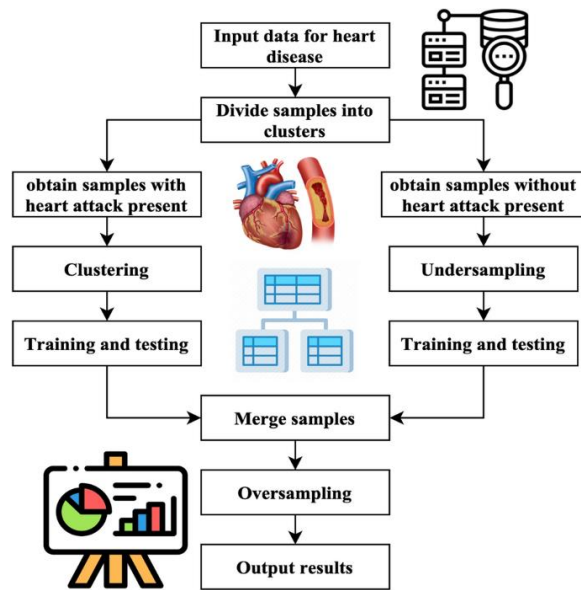 Input data for heart
disease
Divide samples into
clusters
obtain samples with
heart attack present
obtain samples without
heart attack present
Clustering
Undersampling
Training and testing
Training and testing
Merge samples
Oversampling
Output results